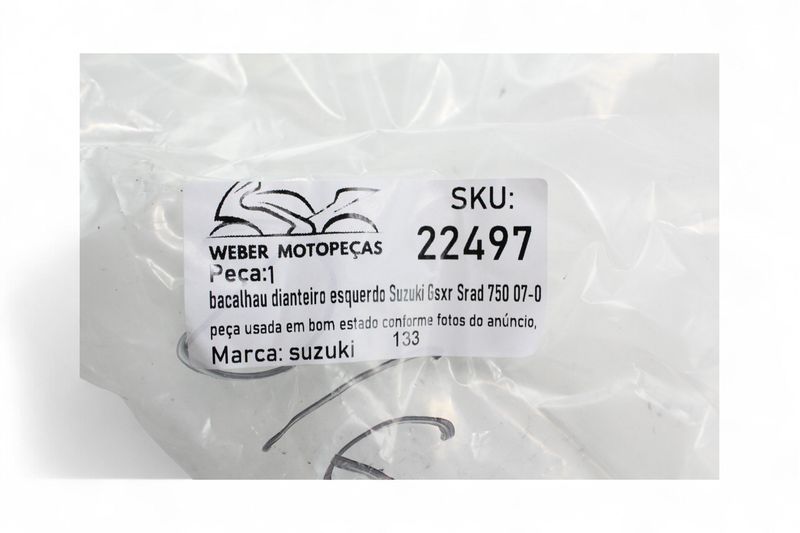 SKU:
22497
WEBER MOTOPEÇAS
Peca:1
bacalhau dianteiro esquerdo Suzuki Gsxr Srad 750 07-0
peça usada em bom estado conforme fotos do anúncio,
133
Marca: suzuki